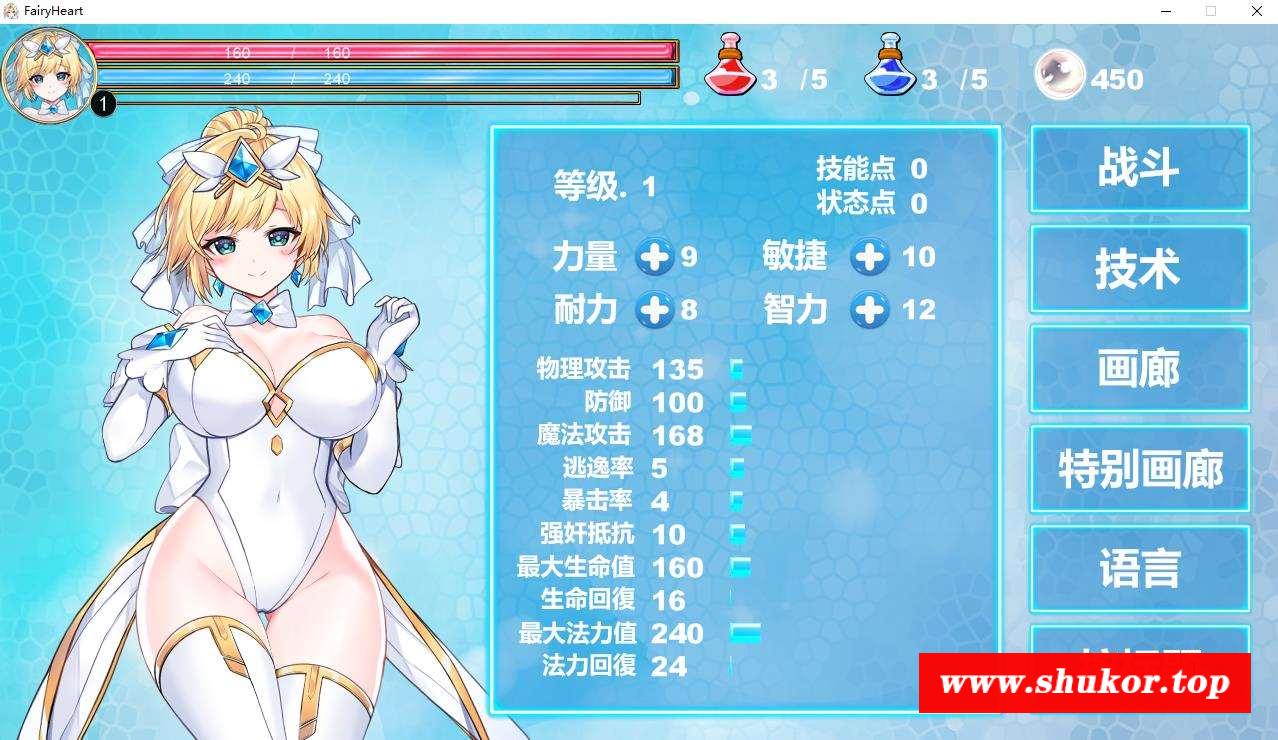 FairyHeart
160 / 160
240 / 240
3 /5
3 /5
450
1
等级. 1
技能点 0
状态点 0
力量 9
敏捷 10
耐力 8
智力 12
物理攻击 135
防御 100
魔法攻击 168
逃逸率 5
暴击率 4
强奸抵抗 10
最大生命值 160
生命回復 16
最大法力值 240
法力回復 24
战斗
技术
画廊
特别画廊
语言
www.shukor.top